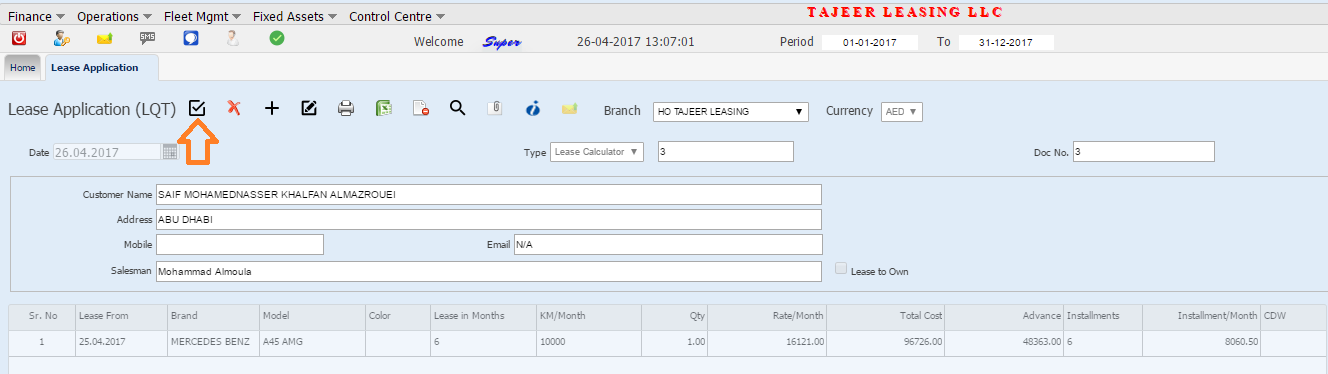 Finance Operations Fleet Mgmt Fixed Assets Control Centre TAJEER LEASING LLC
SMS Welcome Super 26-04-2017 13:07:01 Period 01-01-2017 To 31-12-2017
Home Lease Application
Lease Application (LQT) Branch HO TAJEER LEASING Currency AED
Date 26.04.2017 Type Lease Calculator 3 Doc No. 3
Customer Name SAIF MOHAMEDNASSER KHALFAN ALMAZROUEI
Address ABU DHABI
Mobile Email N/A
Salesman Mohammad Almoula Lease to Own
Sr. No Lease From Brand Model Color Lease in Months KM/Month Qty Rate/Month Total Cost Advance Installments Installment/Month CDW
1 25.04.2017 MERCEDES BENZ A45 AMG 6 10000 1.00 16121.00 96726.00 48363.00 6 8060.50